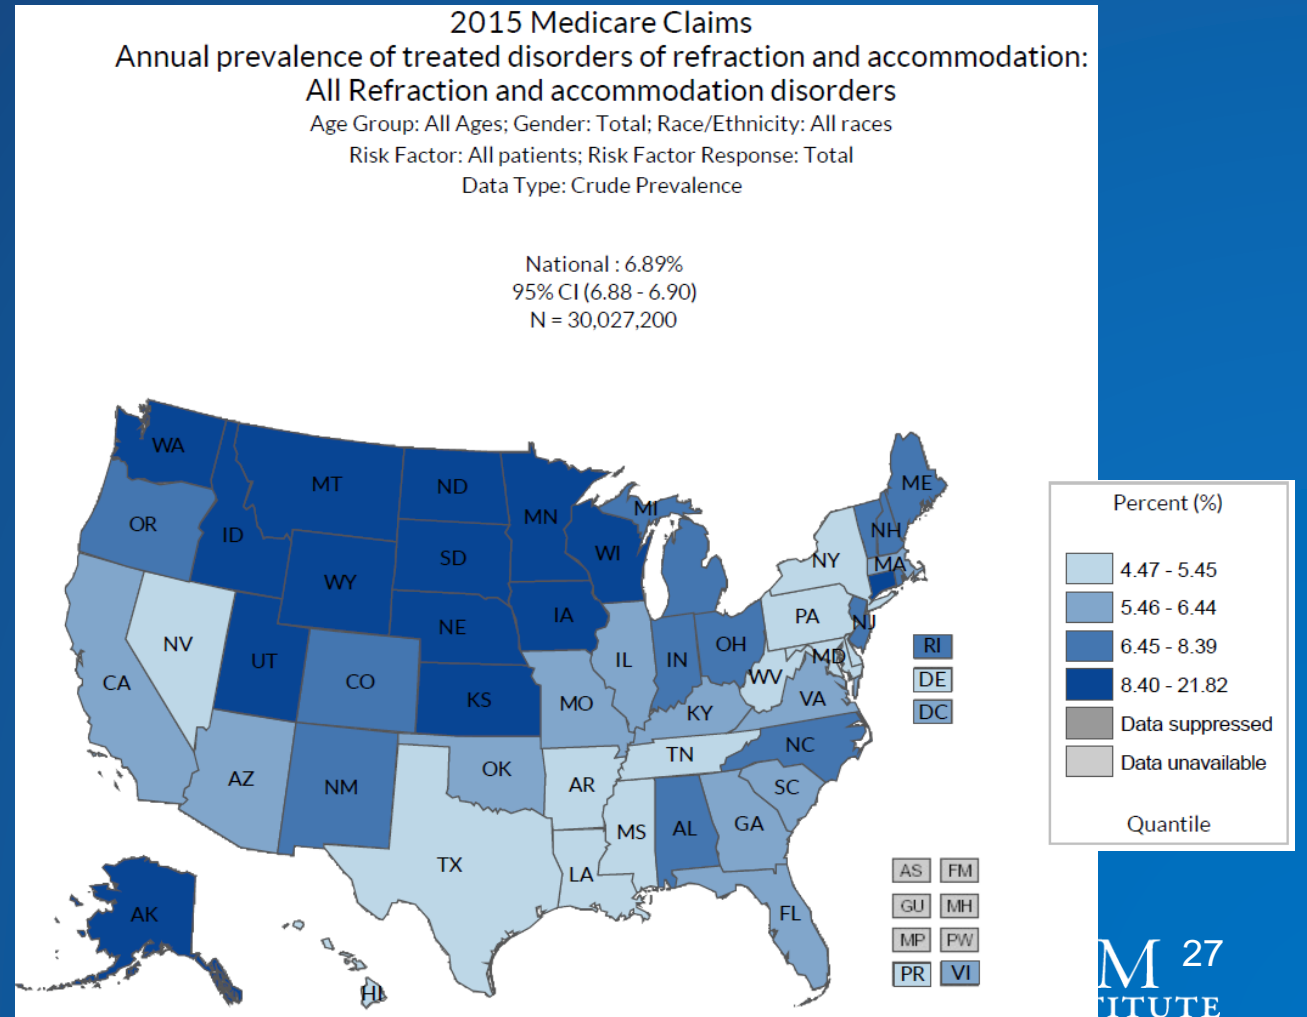 2015 Medicare Claims
Annual prevalence of treated disorders of refraction and accommodation:
All Refraction and accommodation disorders
Age Group: All Ages; Gender: Total; Race/Ethnicity: All races
Risk Factor: All patients; Risk Factor Response: Total
Data Type: Crude Prevalence
National : 6.89%
95% CI (6.88 - 6.90)
N = 30,027,200
WA
MT
ND
MN
MI
ME
OR
ID
SD
WI
NH
WY
NY
MA
NE
IA
PA
NJ
NV
UT
CO
IL
IN
OH
MD
CA
KS
MO
WV
VA
KY
AZ
NM
OK
AR
TN
NC
SC
TX
LA
MS
AL
GA
FL
AK
HI
RI
DE
DC
AS FM
GU MH
MP PW
PR VI
Percent (%)
4.47 - 5.45
5.46 - 6.44
6.45 - 8.39
8.40 - 21.82
Data suppressed
Data unavailable
Quantile
M 27
TITUTE